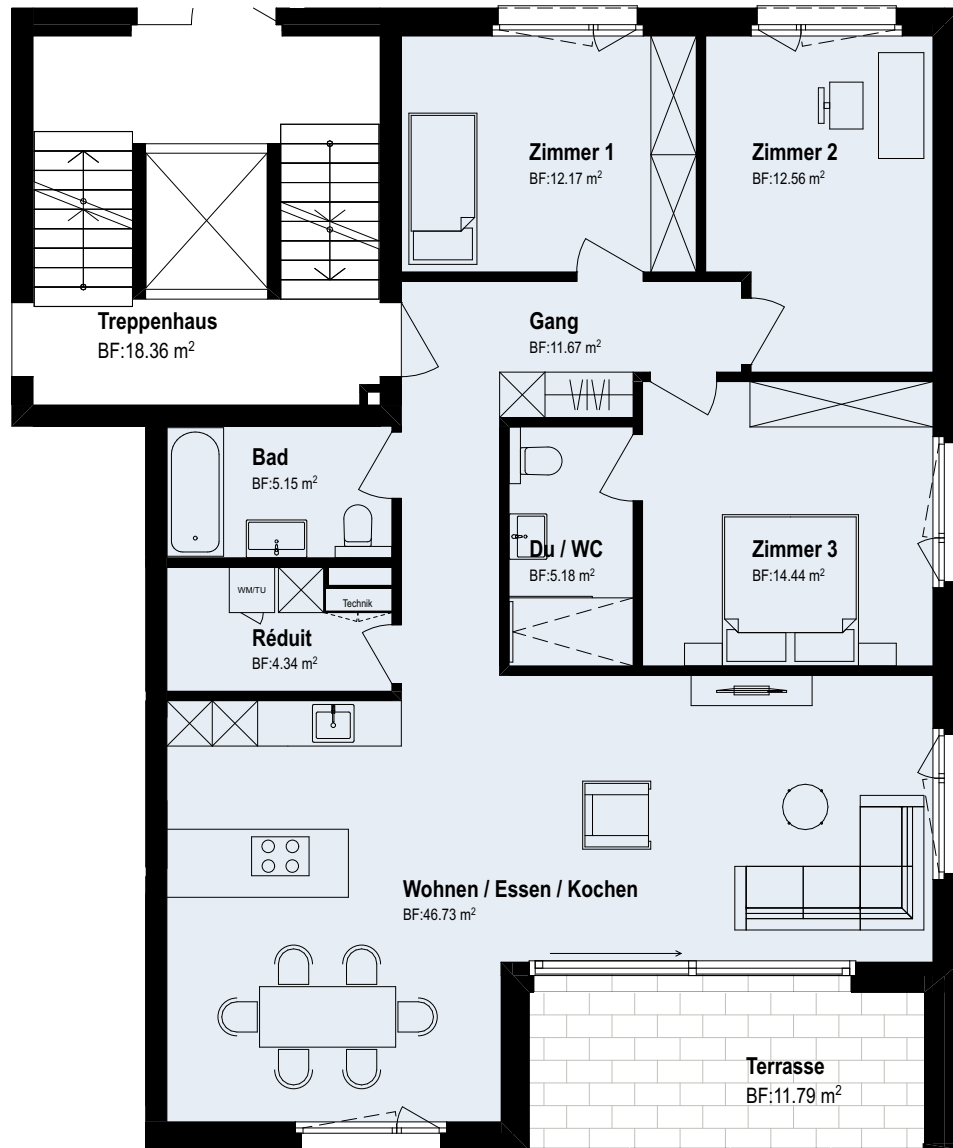 Zimmer 1
BF:12.17 m²
Zimmer 2
BF:12.56 m²
Treppenhaus
BF:18.36 m²
Gang
BF:11.67 m²
Bad
BF:5.15 m²
Du / WC
BF:5.18 m²
Zimmer 3
BF:14.44 m²
WM/TU
Technik
Réduit
BF:4.34 m²
Wohnen / Essen / Kochen
BF:46.73 m²
Terrasse
BF:11.79 m²